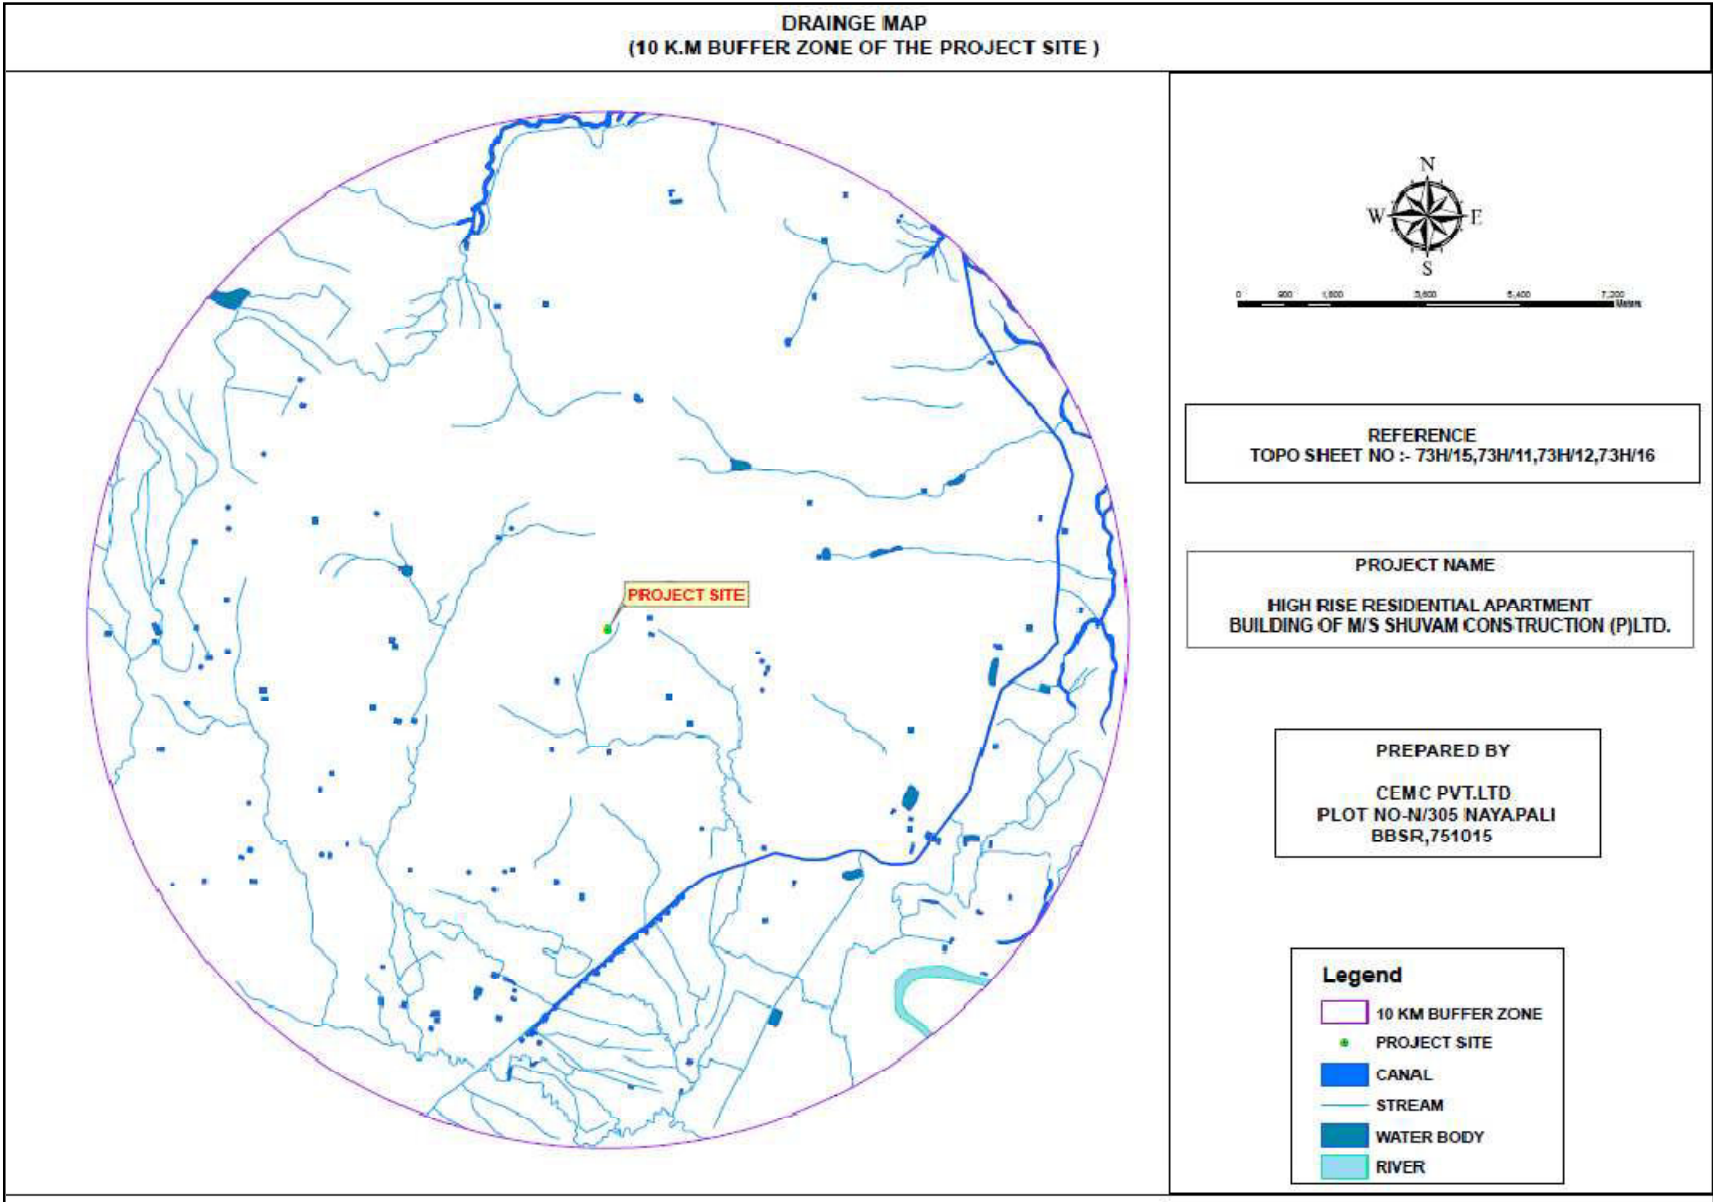 DRAINGE MAP
(10 K.M BUFFER ZONE OF THE PROJECT SITE )
PROJECT SITE
N
W E
S
0 900 1,800 3,600 5,400 7,200
Meters
REFERENCE
TOPO SHEET NO :- 73H/15,73H/11,73H/12,73H/16
PROJECT NAME
HIGH RISE RESIDENTIAL APARTMENT
BUILDING OF M/S SHUVAM CONSTRUCTION (P)LTD.
PREPARED BY
CEMC PVT.LTD
PLOT NO-N/305 NAYAPALI
BBSR,751015
Legend
10 KM BUFFER ZONE
PROJECT SITE
CANAL
STREAM
WATER BODY
RIVER